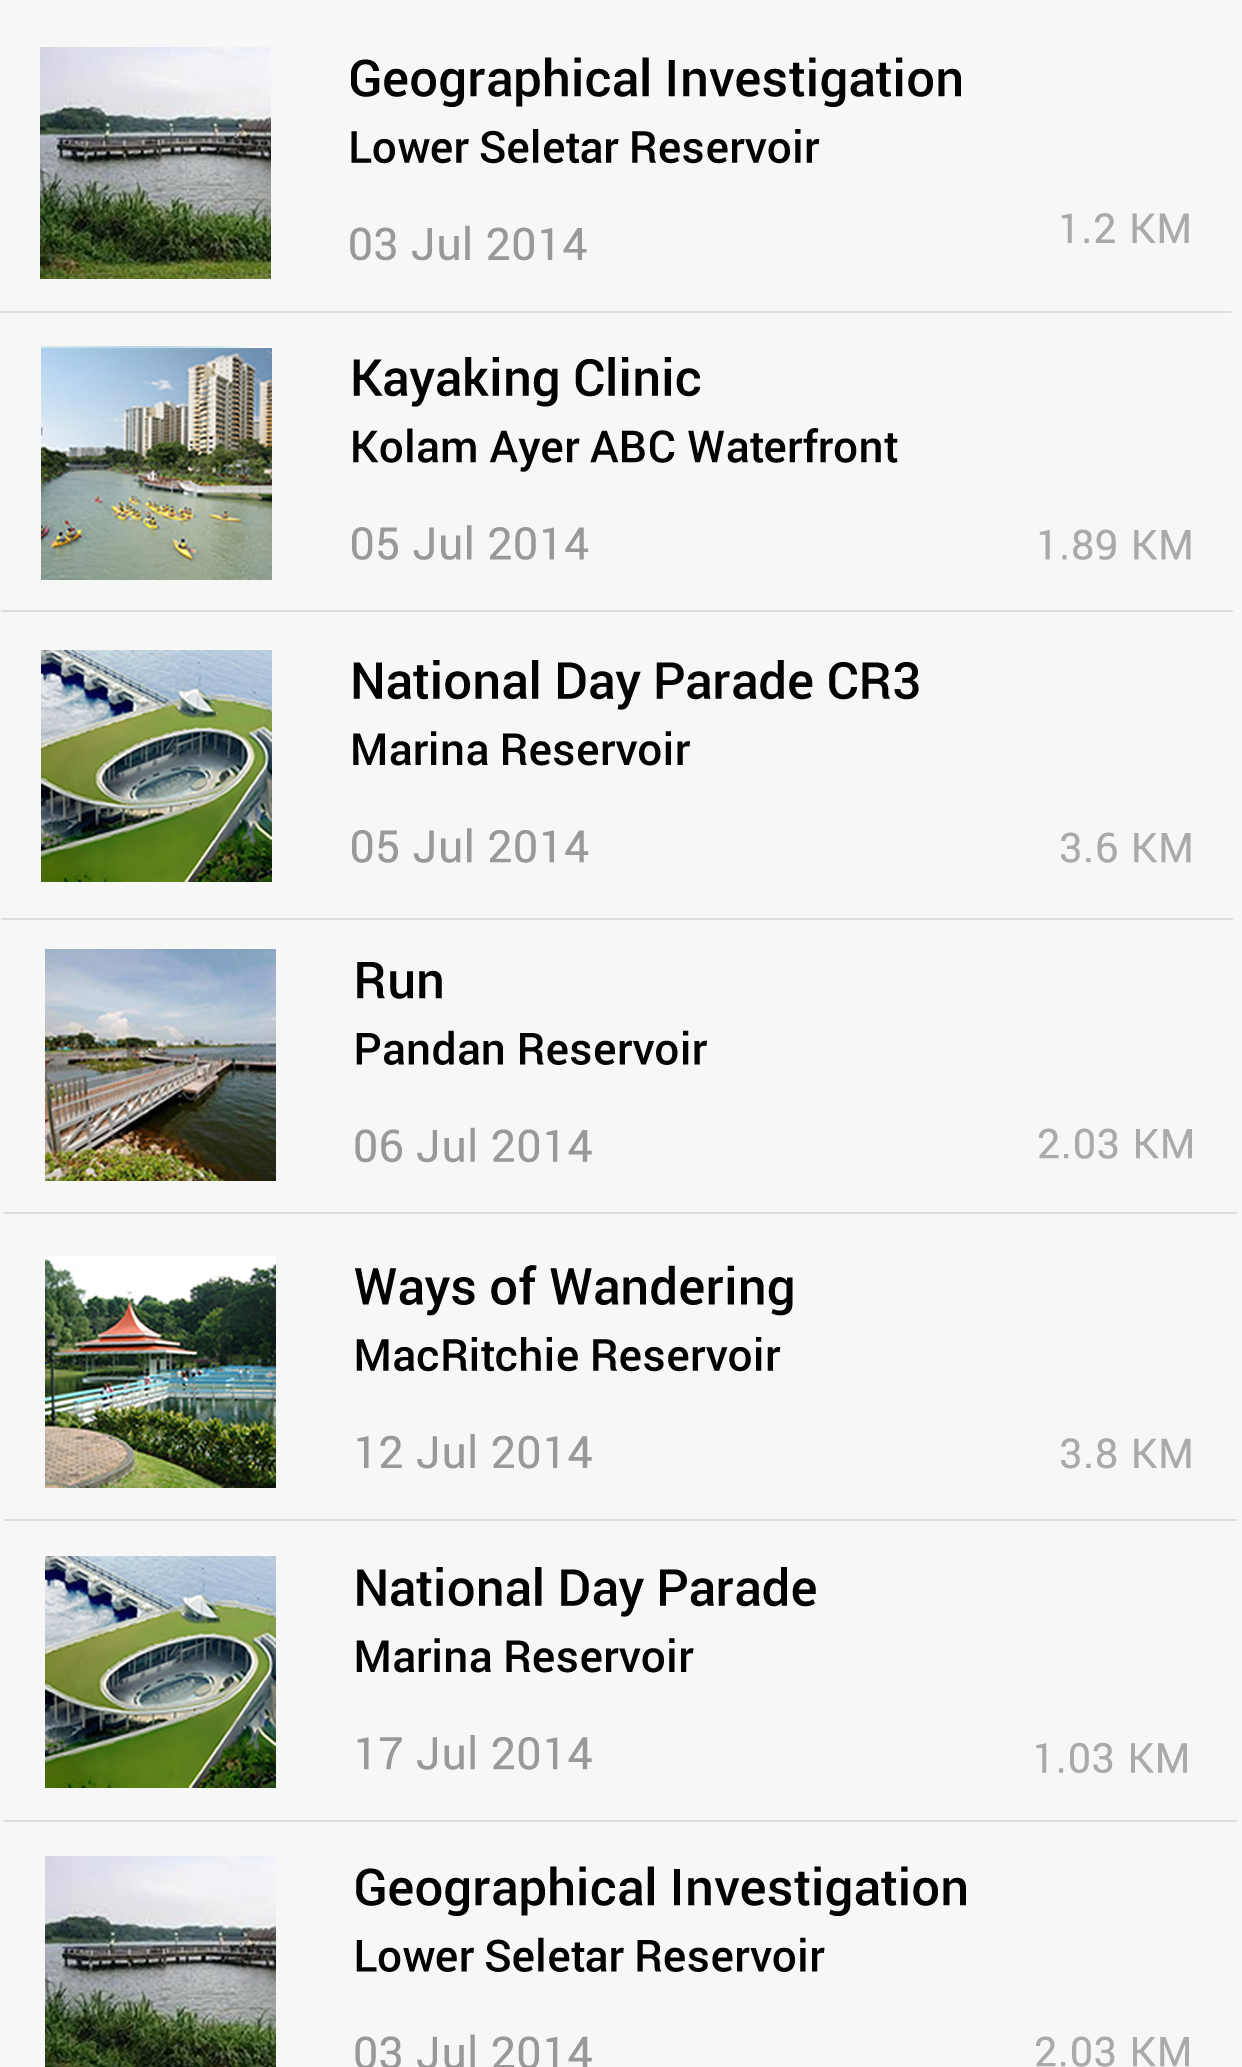 Geographical Investigation
Lower Seletar Reservoir
03 Jul 2014
1.2 KM
Kayaking Clinic
Kolam Ayer ABC Waterfront
05 Jul 2014
1.89 KM
National Day Parade CR3
Marina Reservoir
05 Jul 2014
3.6 KM
Run
Pandan Reservoir
06 Jul 2014
2.03 KM
Ways of Wandering
MacRitchie Reservoir
12 Jul 2014
3.8 KM
National Day Parade
Marina Reservoir
17 Jul 2014
1.03 KM
Geographical Investigation
Lower Seletar Reservoir
03 Jul 2014
2.03 KM